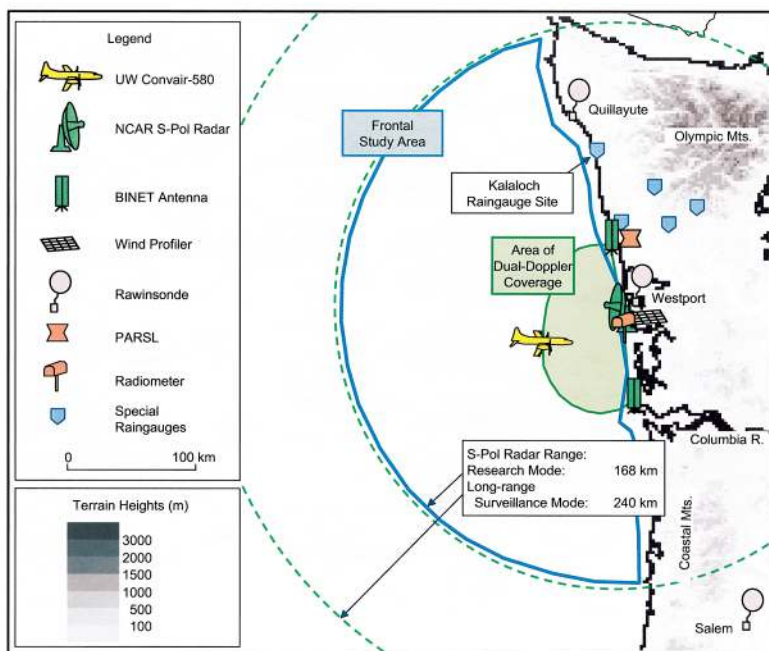 Legend
UW Convair-580
NCAR S-Pol Radar
BINET Antenna
Wind Profiler
Rawinsonde
PARSL
Radiometer
Special
Raingauges
0 100 km
Terrain Heights (m)
3000
2000
1500
1000
500
100
Frontal
Study Area
Quillayute
Olympic Mts.
Kalaloch
Raingauge Site
Area of
Dual-Doppler
Coverage
Westport
Columbia R.
S-Pol Radar Range:
Research Mode: 168 km
Long-range
Surveillance Mode: 240 km
Coastal Mts.
Salem